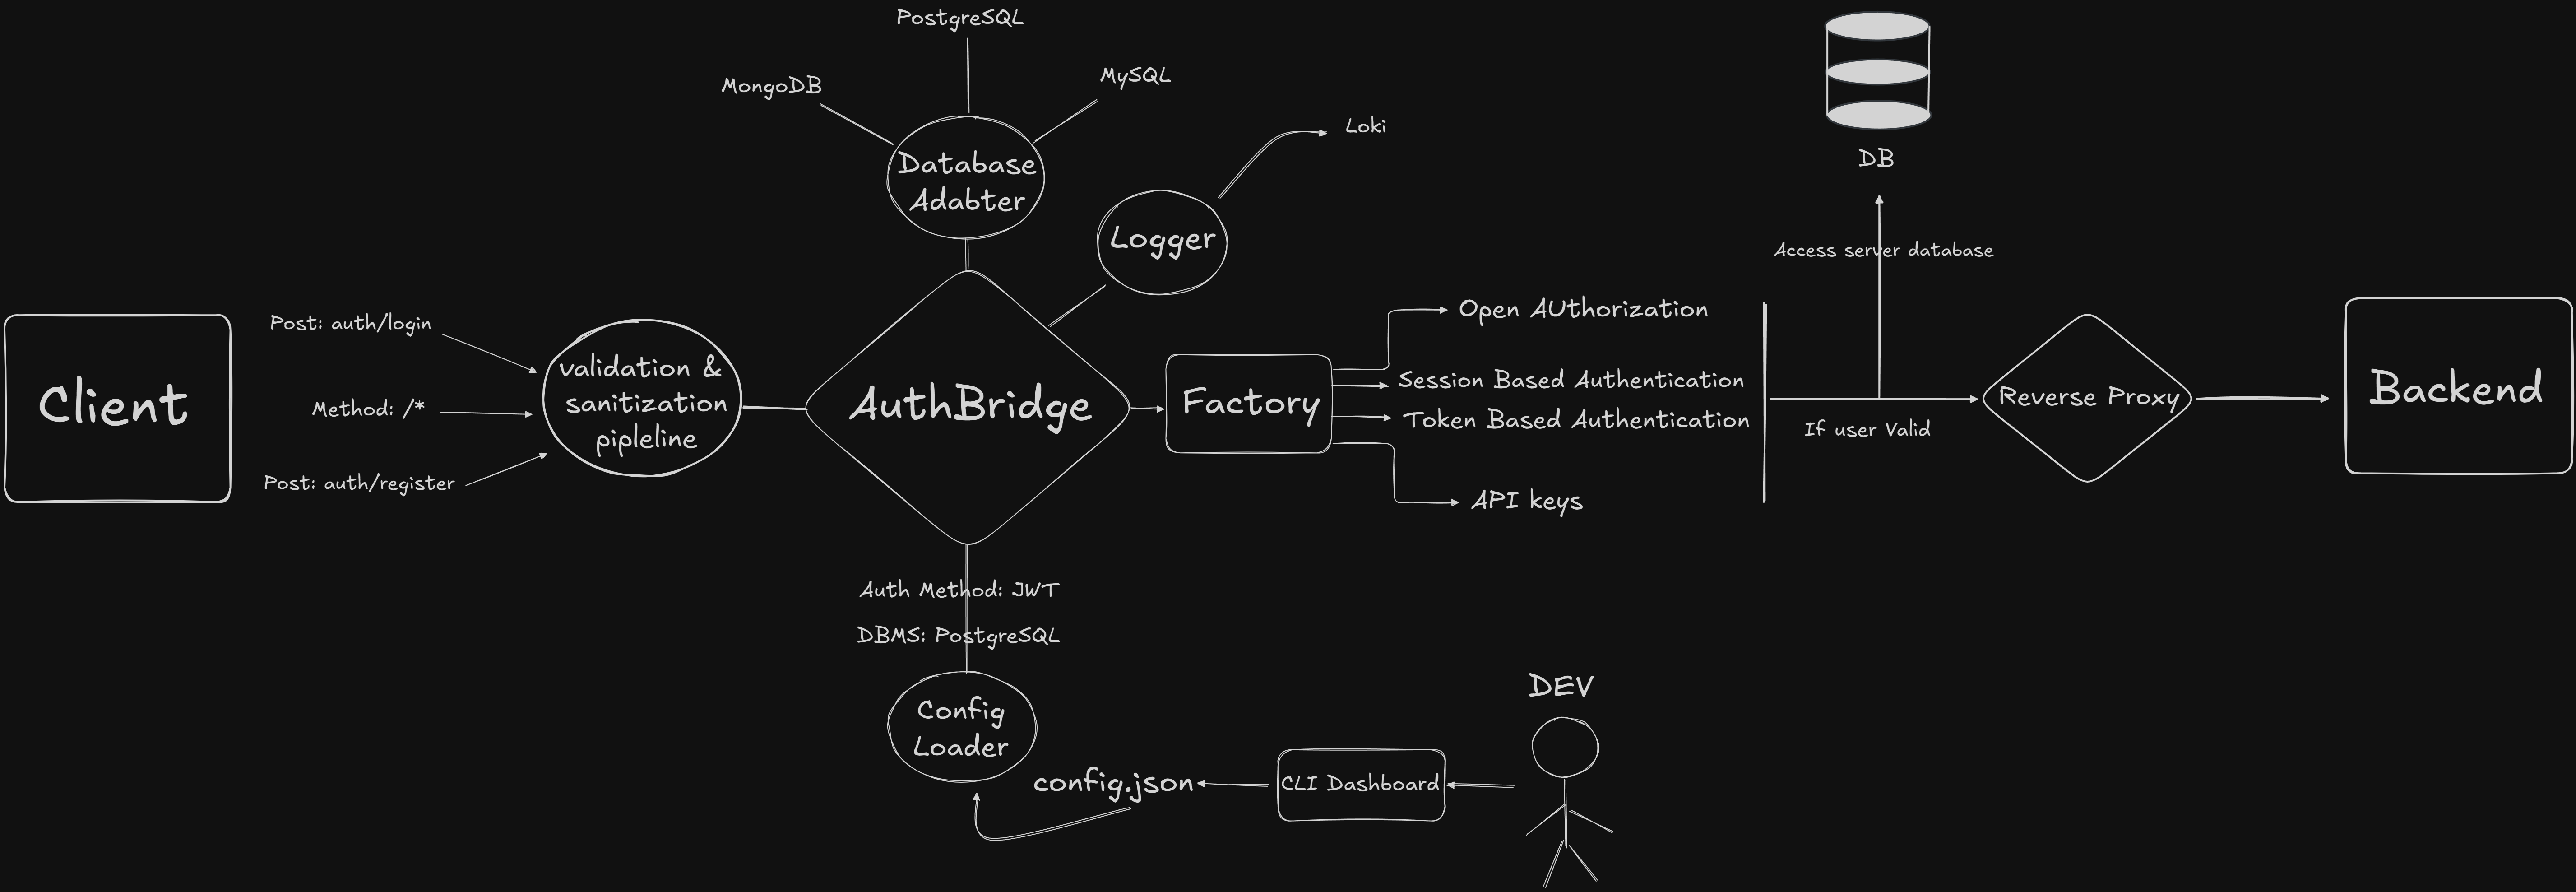 PostgreSQL
MongoDB
MySQL
Database
Adabter
Loki
Logger
DB
Access server database
Client
Post: auth/login
Method: /*
Post: auth/register
validation &
sanitization
pipleline
AuthBridge
Factory
Open AUthorization
Session Based Authentication
Token Based Authentication
API keys
If user Valid
Reverse Proxy
Backend
Auth Method: JWT
DBMS: PostgreSQL
Config
Loader
config.json
CLI Dashboard
DEV